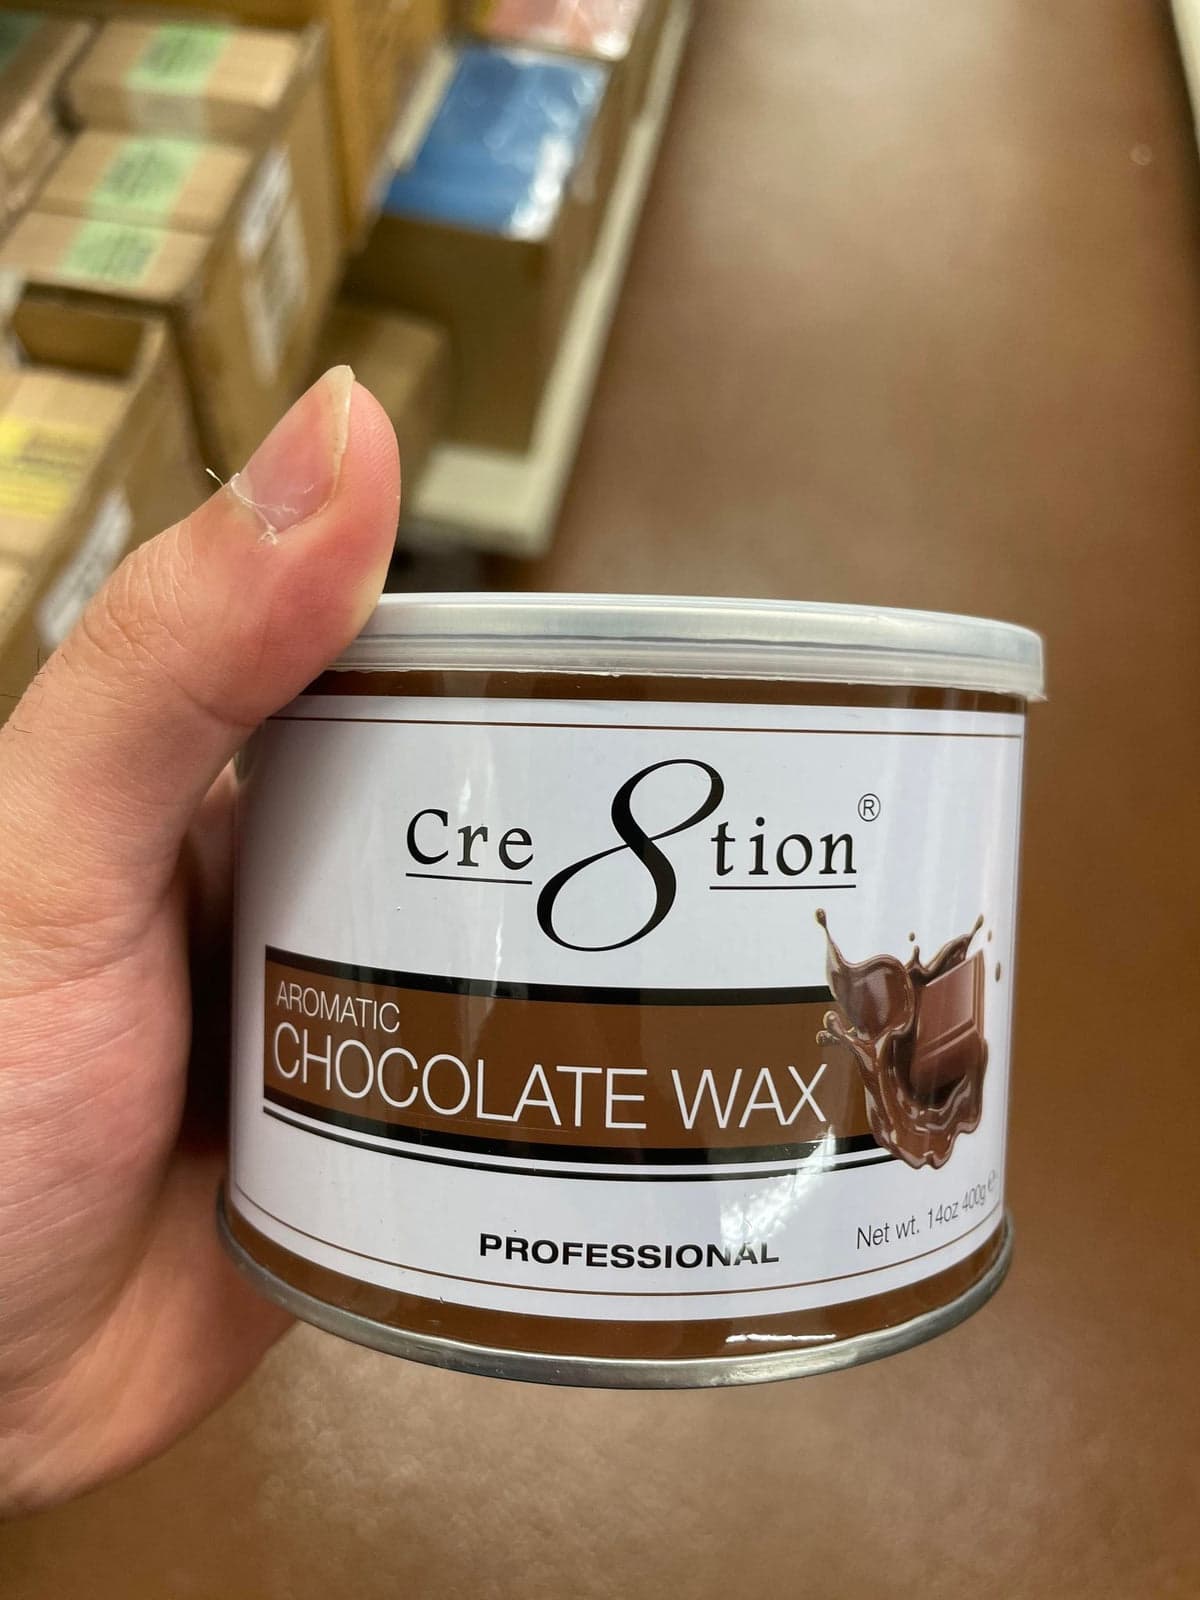 Cre8tion®
AROMATIC
CHOCOLATE WAX
PROFESSIONAL
Net wt. 14oz 400g ℮